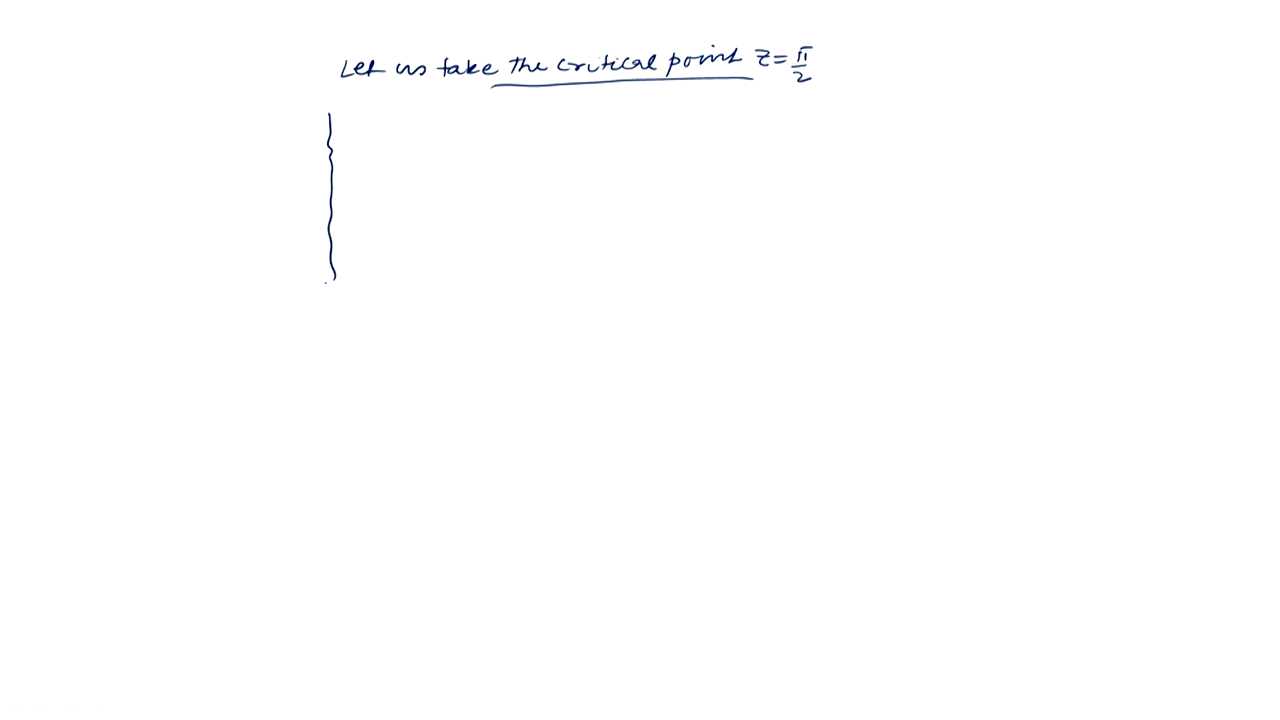 Let us take the critical point z = π/2